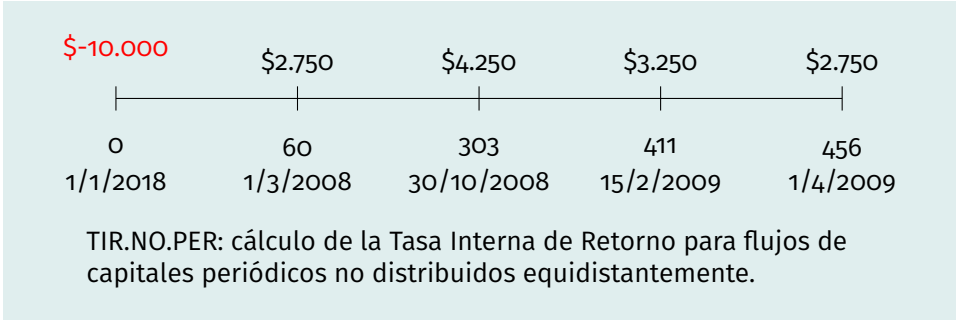 $-10.000
$2.750 $4.250 $3.250 $2.750
0 60 303 411 456
1/1/2018 1/3/2008 30/10/2008 15/2/2009 1/4/2009
TIR.NO.PER: cálculo de la Tasa Interna de Retorno para flujos de
capitales periódicos no distribuidos equidistantemente.